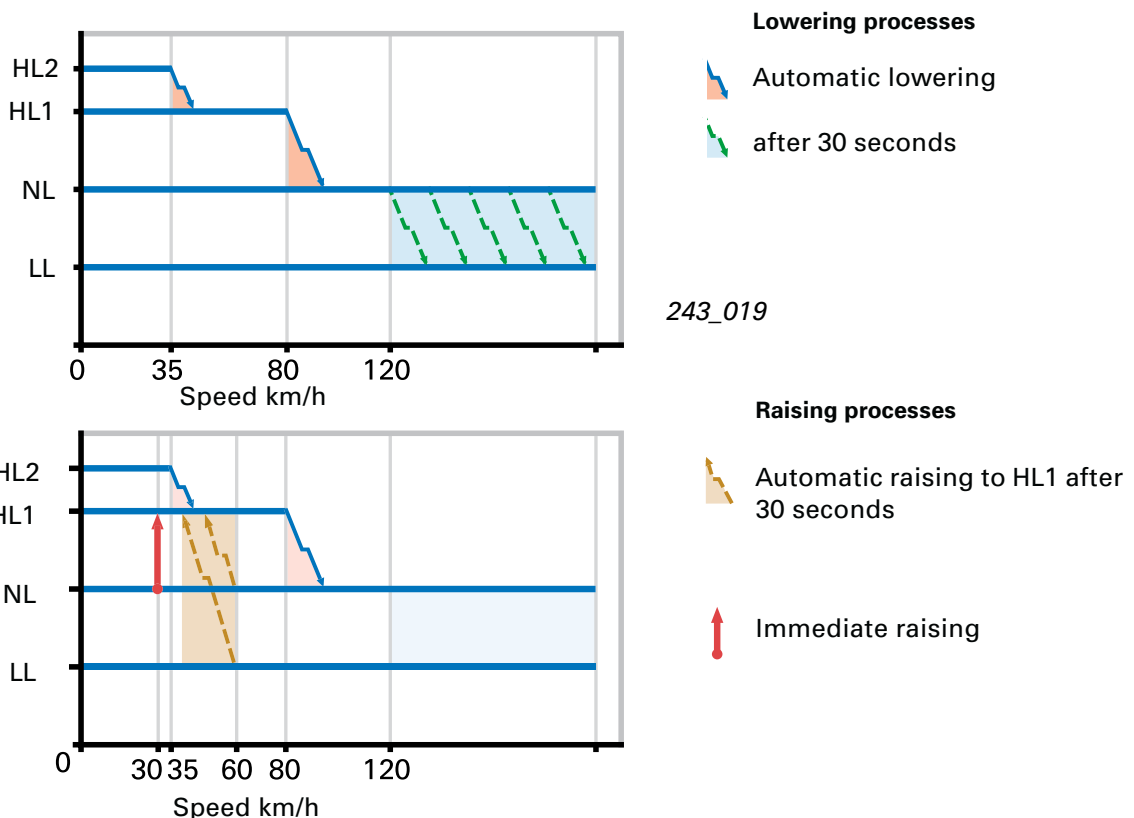 Lowering processes
HL2
Automatic lowering
HL1
after 30 seconds
NL
LL
243_019
0 35 80 120
Speed km/h
Raising processes
HL2
Automatic raising to HL1 after
30 seconds
HL1
NL
Immediate raising
LL
0 30 35 60 80 120
Speed km/h